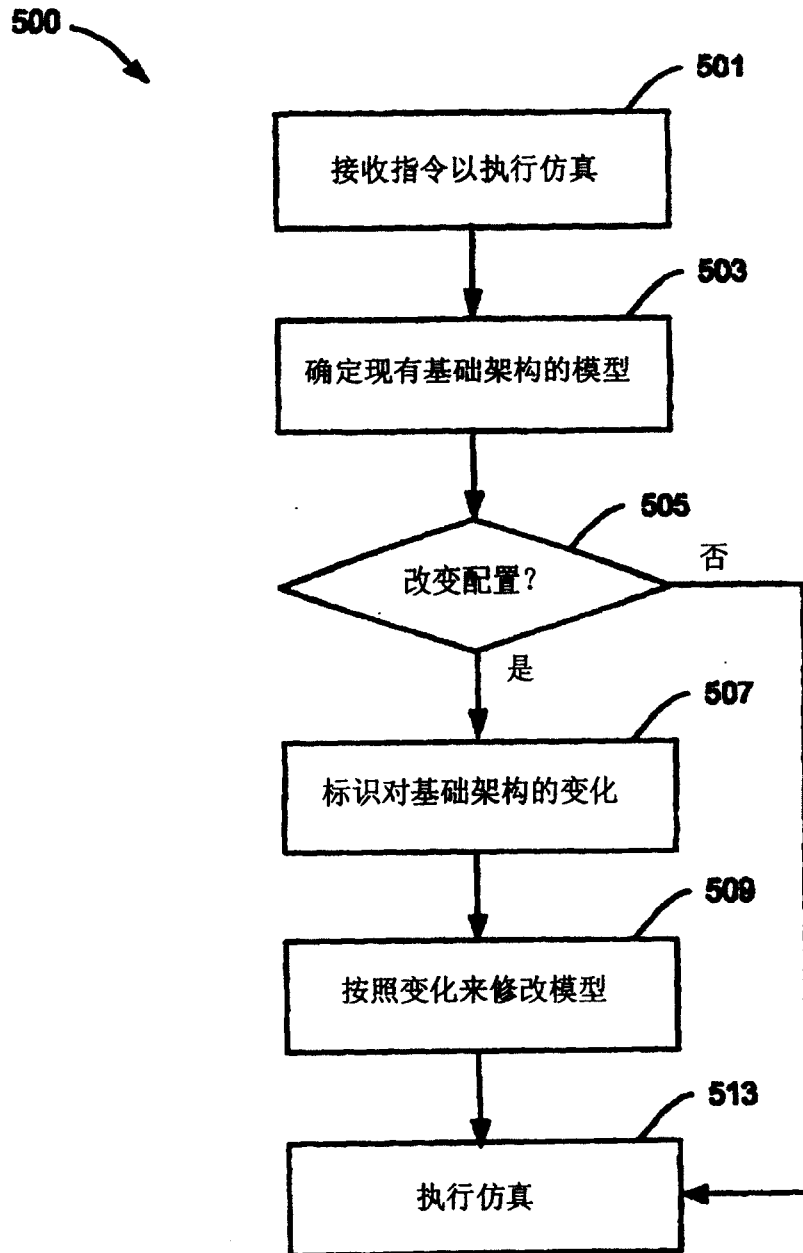 500
501
接收指令以执行仿真
503
确定现有基础架构的模型
505
改变配置?
否
是
507
标识对基础架构的变化
509
按照变化来修改模型
513
执行仿真